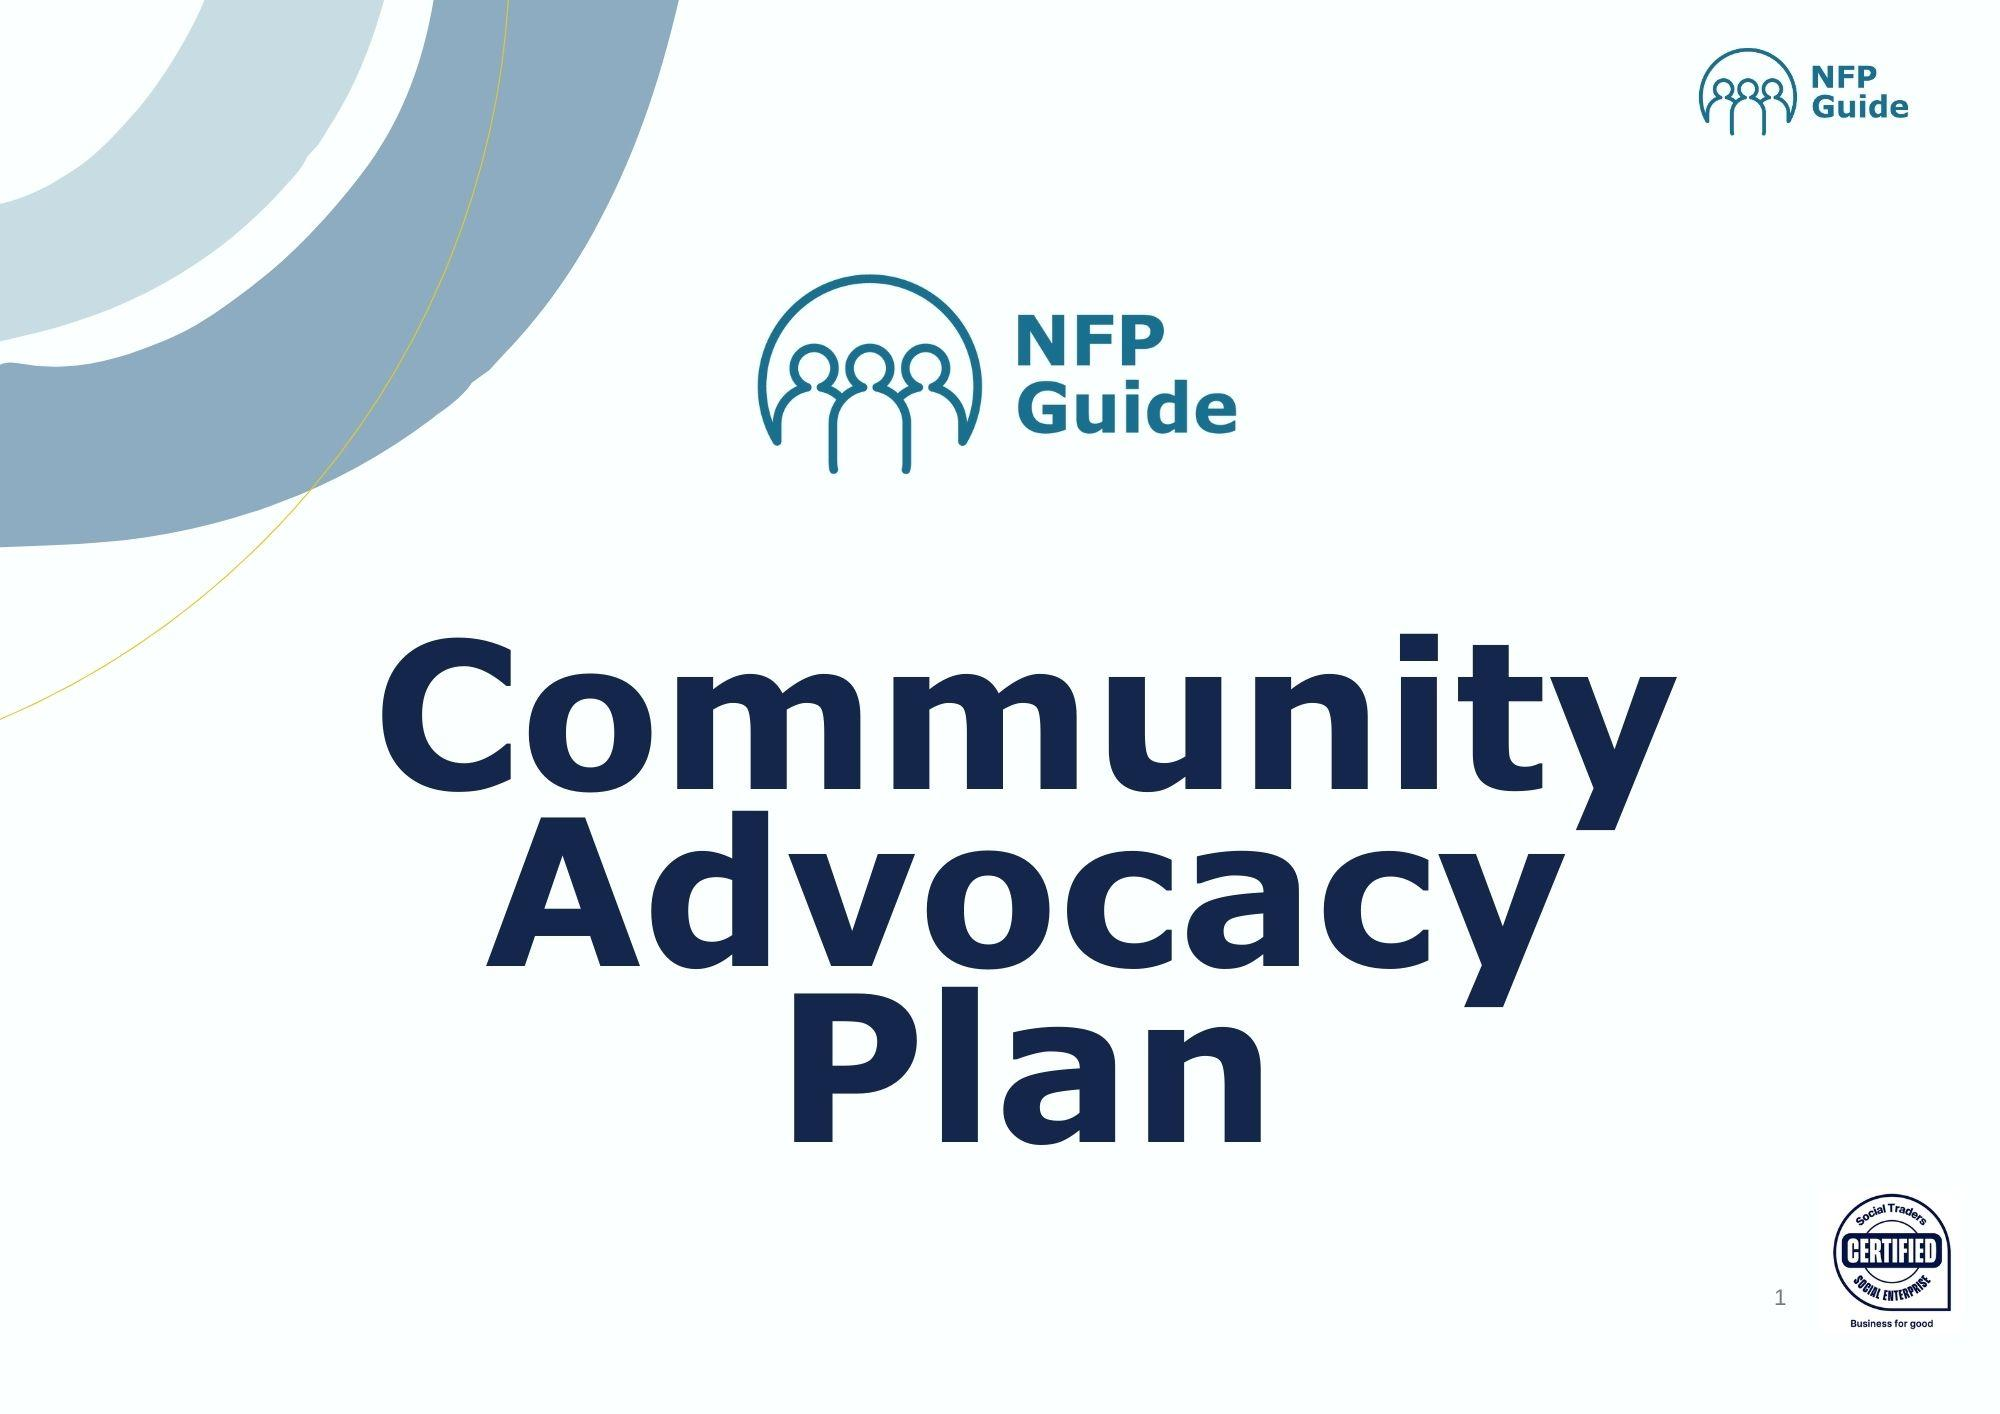 NFP
Guide
NFP
Guide
Community
Advocacy
Plan
Social Traders
CERTIFIED
SOCIAL ENTERPRISE
1
Business for good